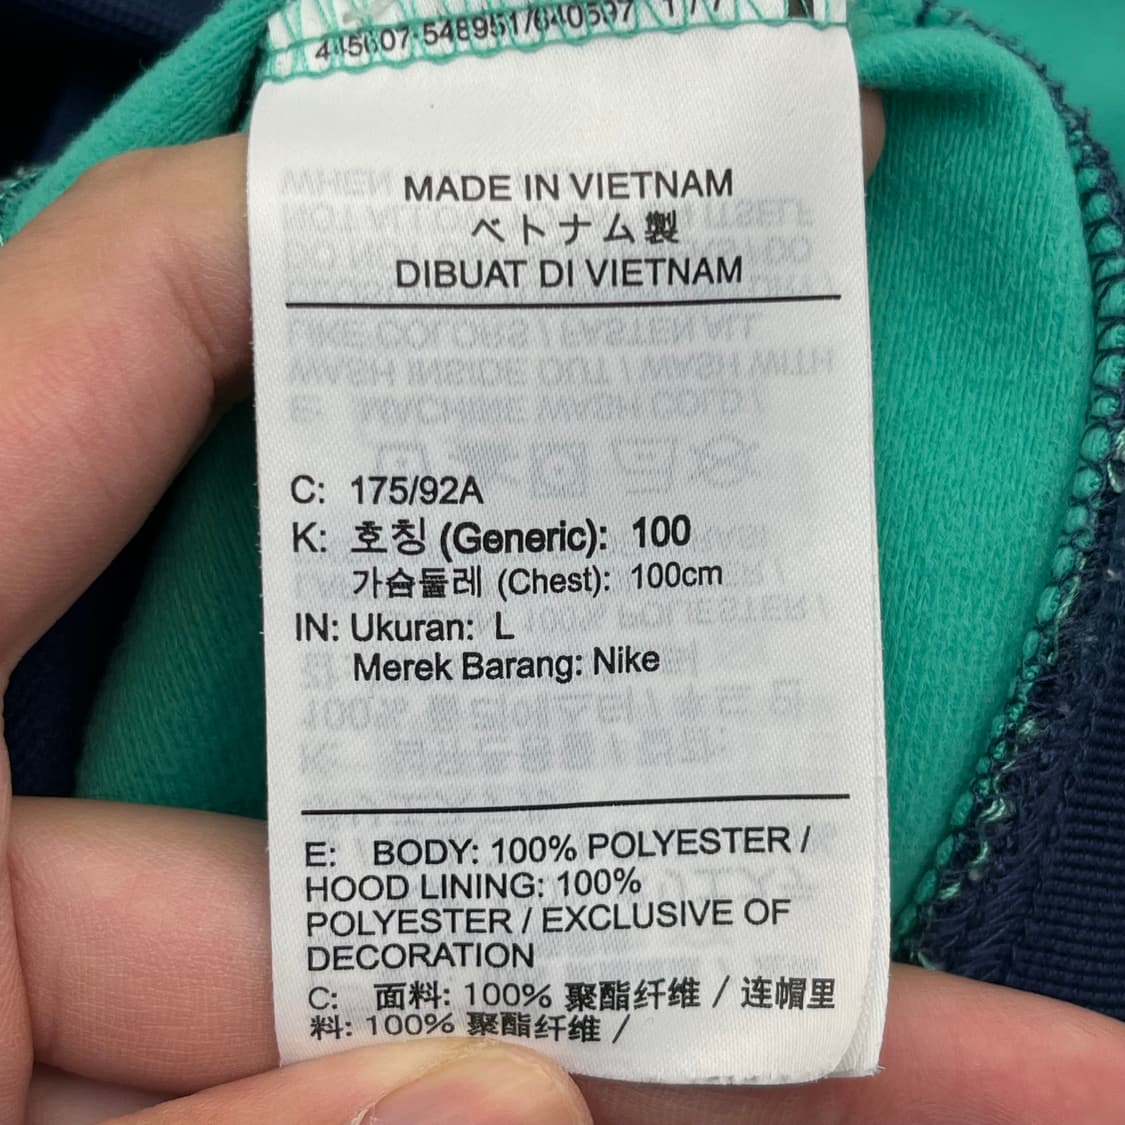 MADE IN VIETNAM
ベトナム製
DIBUAT DI VIETNAM
C: 175/92A
K: 호칭 (Generic): 100
가슴둘레 (Chest): 100cm
IN: Ukuran: L
Merek Barang: Nike
E: BODY: 100% POLYESTER /
HOOD LINING: 100%
POLYESTER / EXCLUSIVE OF
DECORATION
C: 面料: 100% 聚酯纤维 / 连帽里
料: 100% 聚酯纤维 /